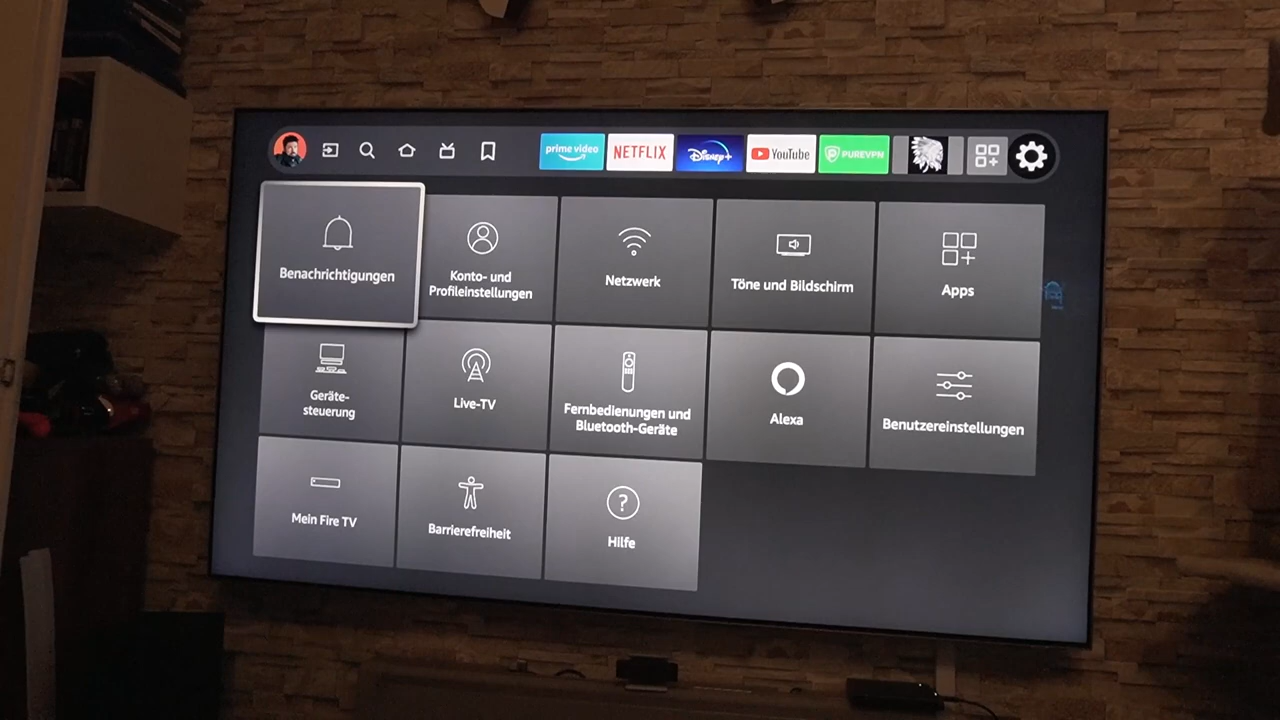 prime video
NETFLIX
Disney+
YouTube
PUREVPN
Benachrichtigungen
Konto- und
Profileinstellungen
Netzwerk
Töne und Bildschirm
Apps
Geräte-
steuerung
Live-TV
Fernbedienungen und
Bluetooth-Geräte
Alexa
Benutzereinstellungen
Mein Fire TV
Barrierefreiheit
?
Hilfe